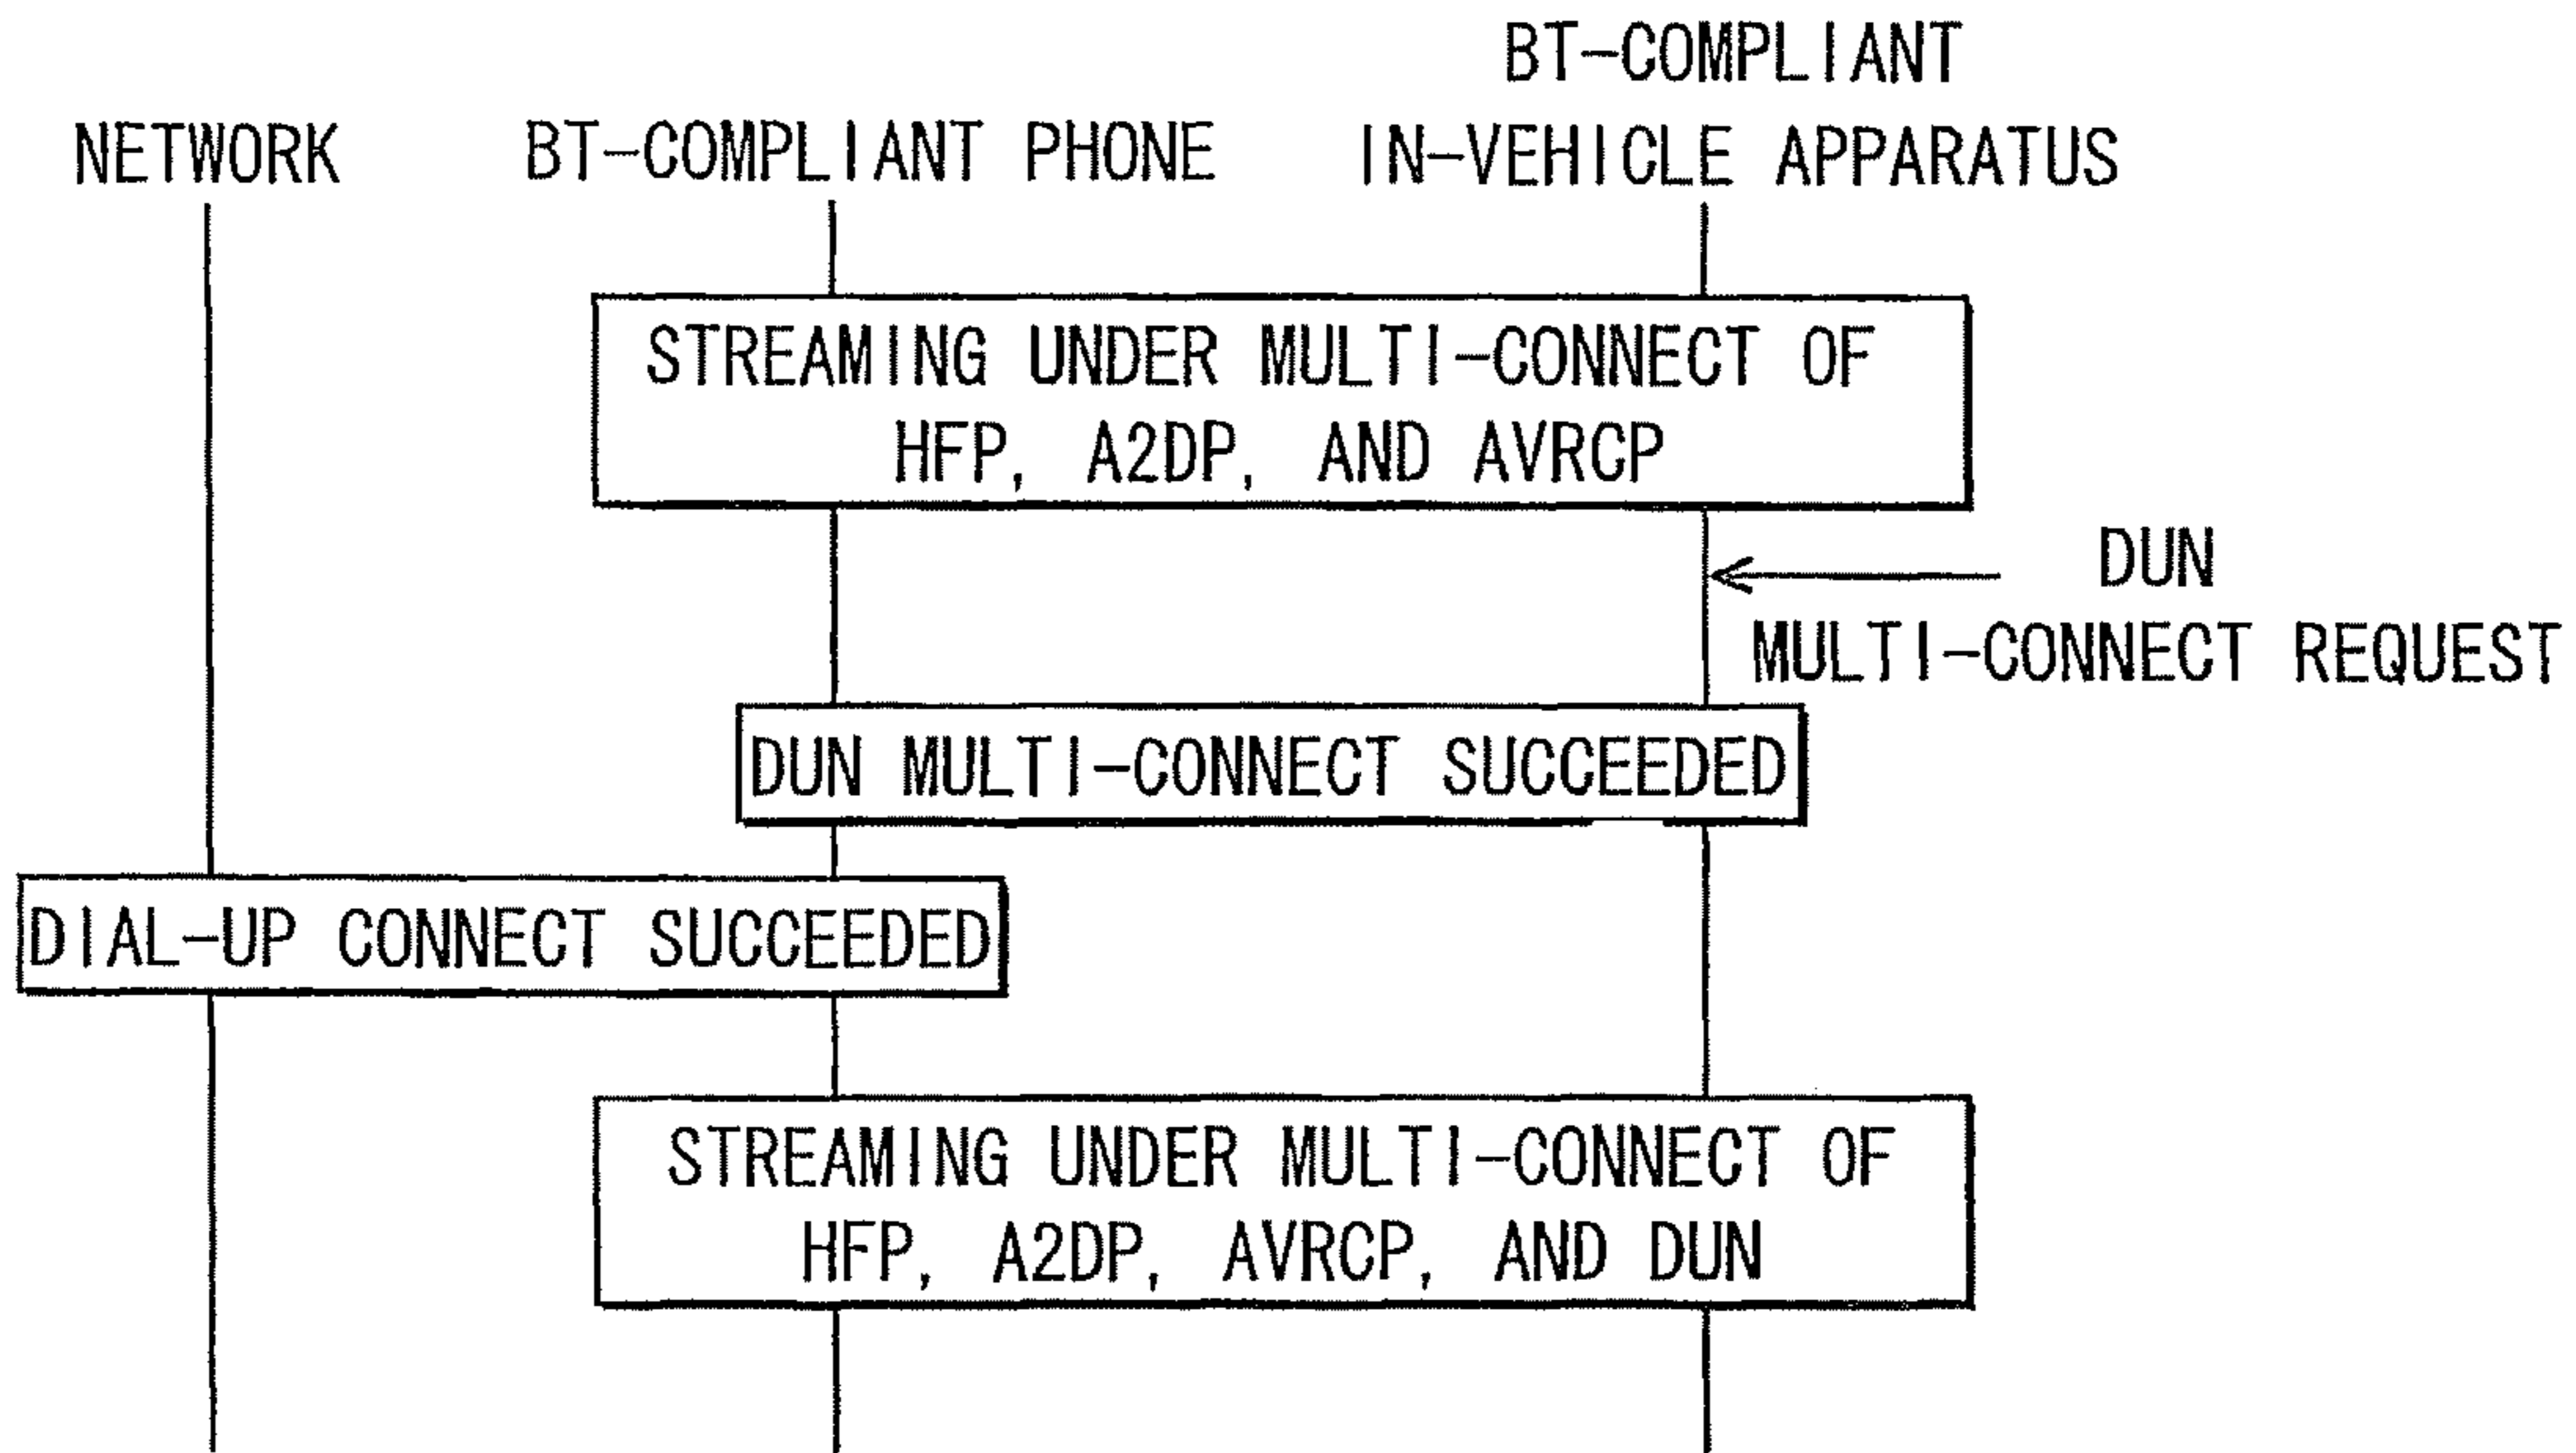 NETWORK
BT-COMPLIANT PHONE
BT-COMPLIANT
IN-VEHICLE APPARATUS
STREAMING UNDER MULTI-CONNECT OF
HFP, A2DP, AND AVRCP
DUN
MULTI-CONNECT REQUEST
DUN MULTI-CONNECT SUCCEEDED
DIAL-UP CONNECT SUCCEEDED
STREAMING UNDER MULTI-CONNECT OF
HFP, A2DP, AVRCP, AND DUN